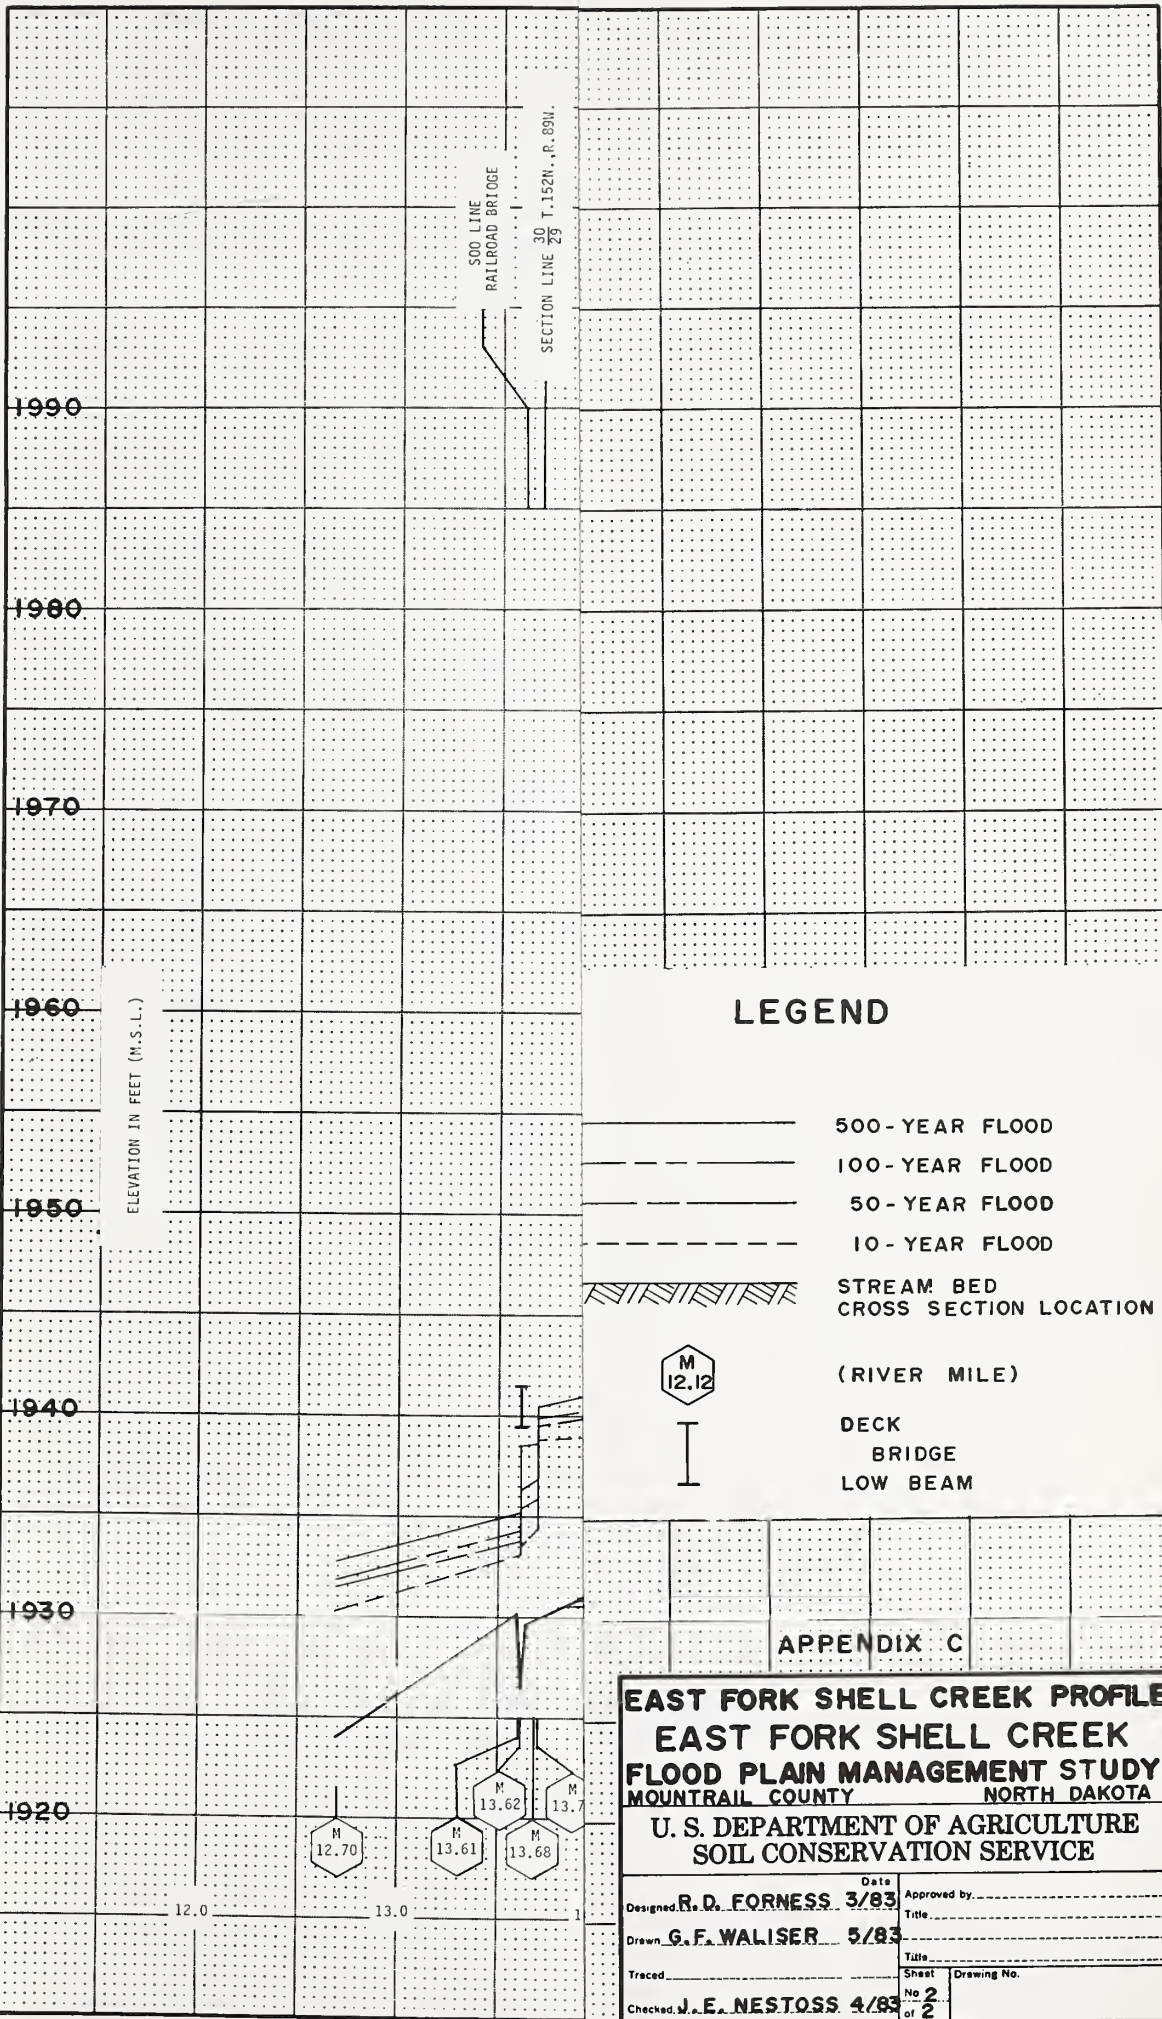 SOO LINE
RAILROAD BRIDGE
SECTION LINE 30/29 T.152N.,R.89W.
1990
1980
1970
1960
1950
1940
1930
1920
ELEVATION IN FEET (M.S.L.)
M
12.70
M
13.61
M
13.62
M
13.68
M
13.7
12.0
13.0
1
LEGEND
500-YEAR FLOOD
100-YEAR FLOOD
50-YEAR FLOOD
10-YEAR FLOOD
STREAM BED
CROSS SECTION LOCATION
M
12.12
(RIVER MILE)
DECK
BRIDGE
LOW BEAM
APPENDIX C
EAST FORK SHELL CREEK PROFILE
EAST FORK SHELL CREEK
FLOOD PLAIN MANAGEMENT STUDY
MOUNTRAIL COUNTY NORTH DAKOTA
U. S. DEPARTMENT OF AGRICULTURE
SOIL CONSERVATION SERVICE
Date
Designed R. D. FORNESS 3/83
Drawn G. F. WALISER 5/83
Traced
Checked J. E. NESTOSS 4/83
Approved by
Title
Title
Sheet
No 2
of 2
Drawing No.